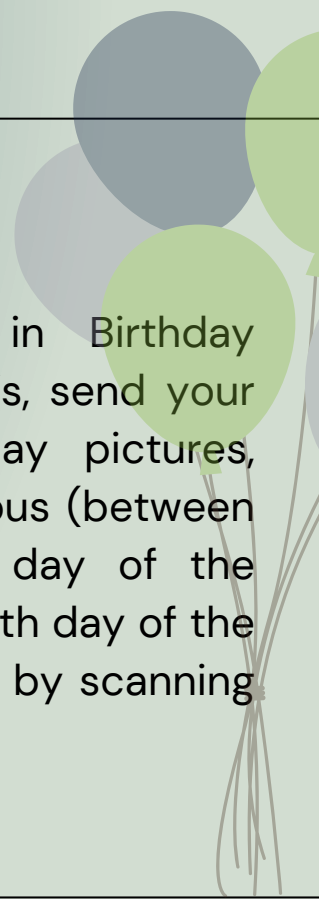 in Birthday
s, send your
ay pictures,
ous (between
day of the
th day of the
by scanning